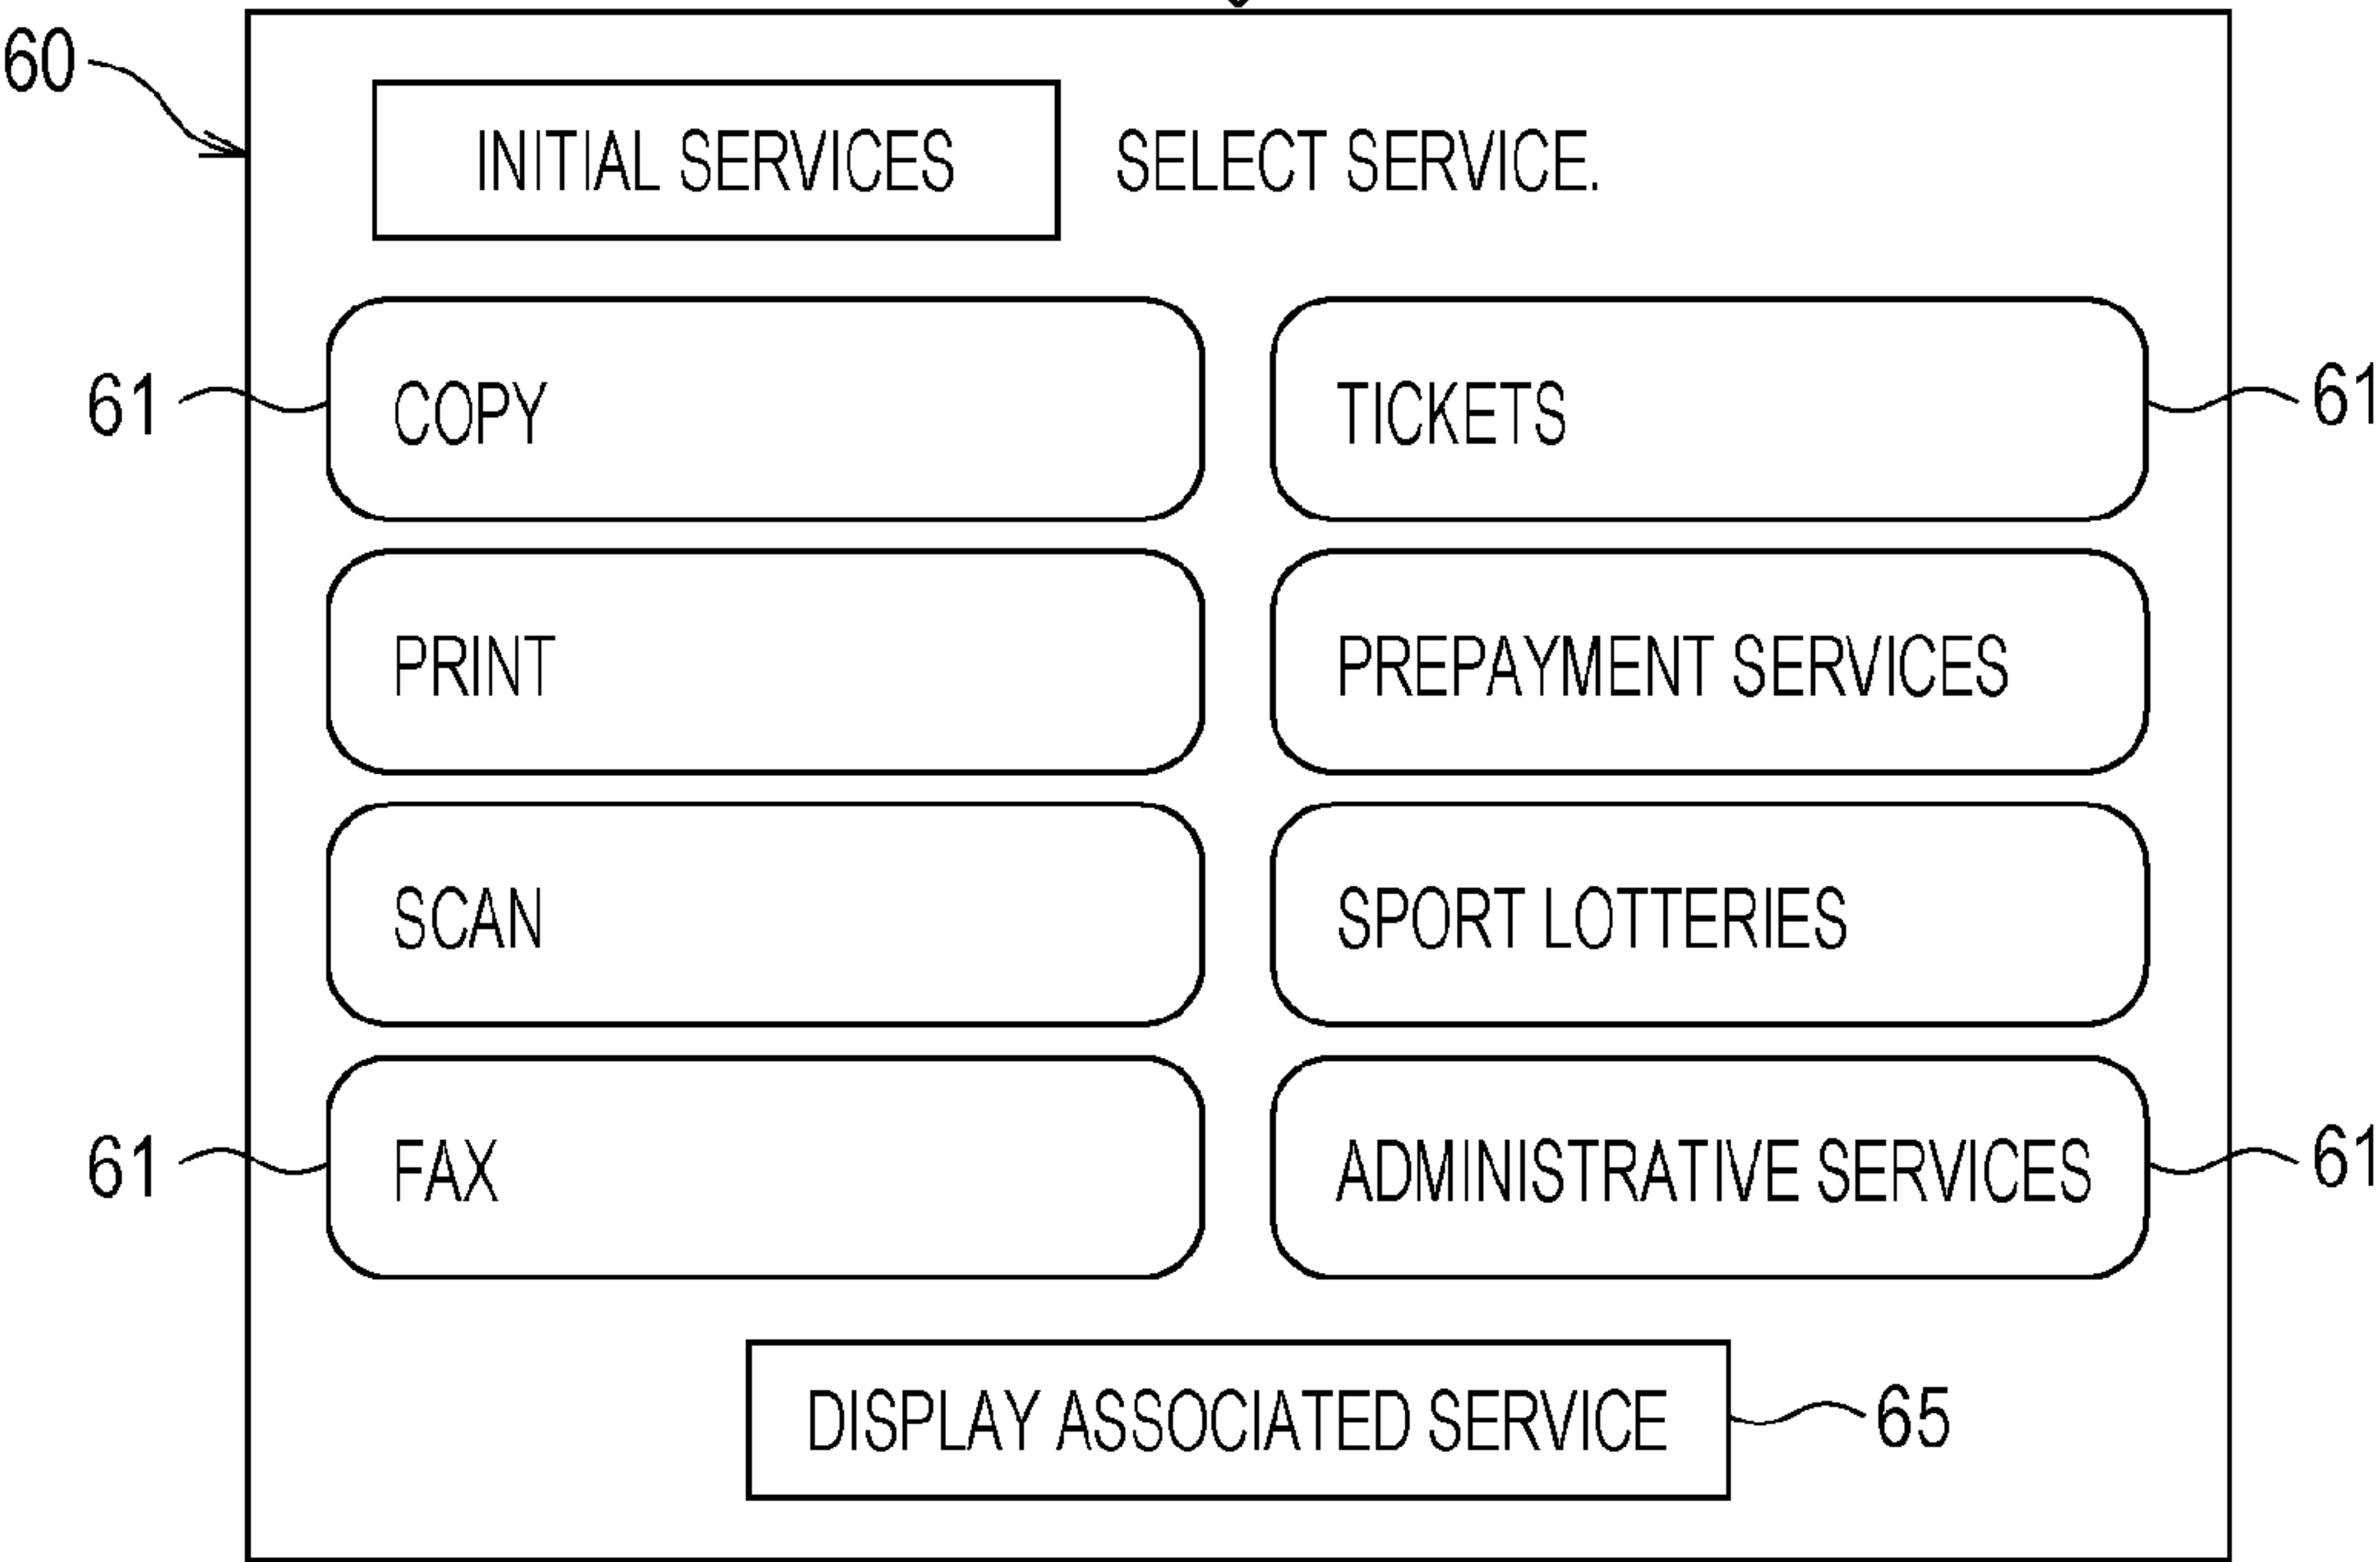 60
INITIAL SERVICES SELECT SERVICE.
61 COPY TICKETS 61
PRINT PREPAYMENT SERVICES
SCAN SPORT LOTTERIES
61 FAX ADMINISTRATIVE SERVICES 61
DISPLAY ASSOCIATED SERVICE 65